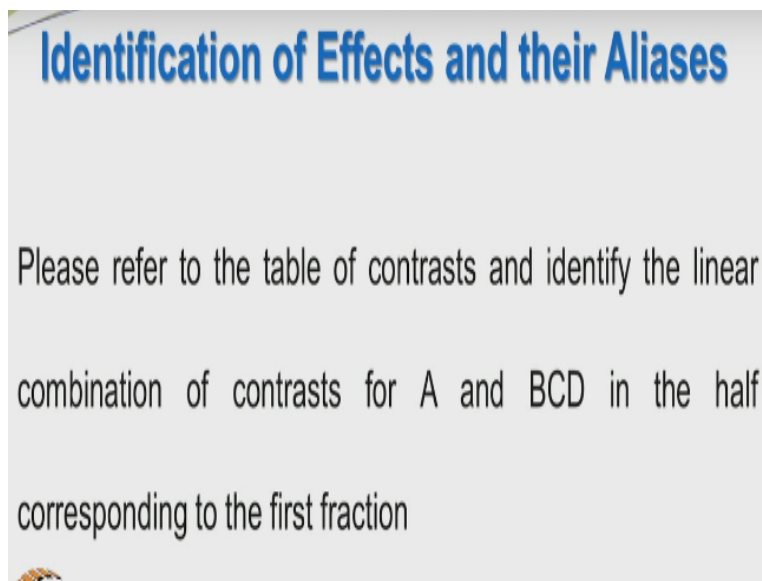 Identification of Effects and their Aliases
Please refer to the table of contrasts and identify the linear
combination of contrasts for A and BCD in the half
corresponding to the first fraction